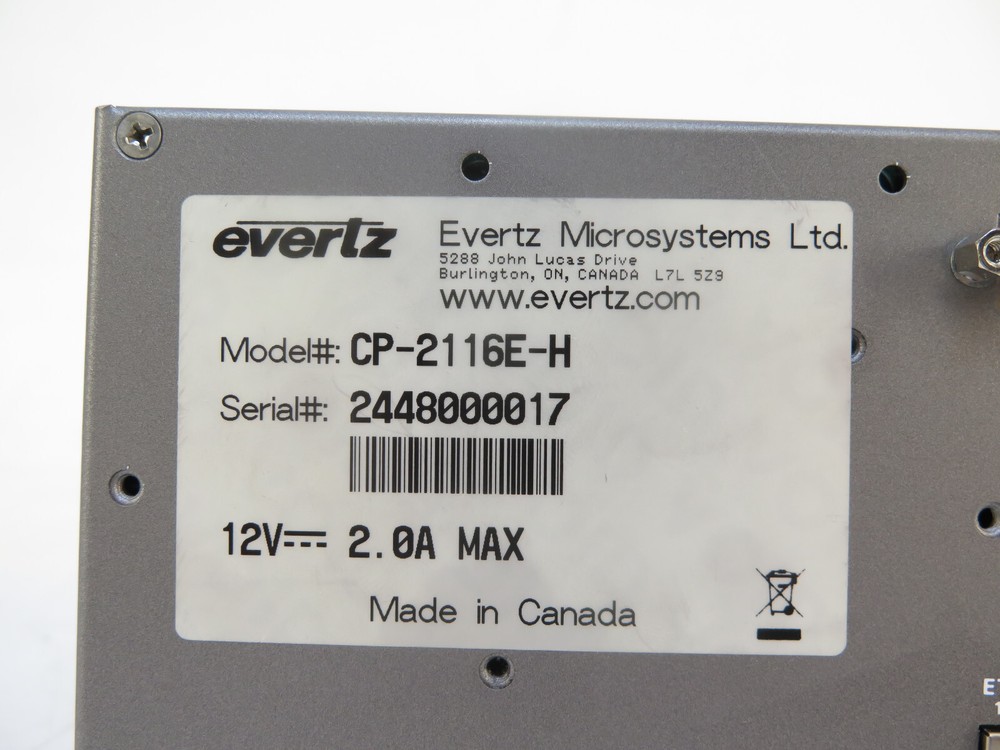 evertz
Evertz Microsystems Ltd.
5288 John Lucas Drive
Burlington, ON, CANADA L7L 5Z9
www.evertz.com
Model#: CP-2116E-H
Serial#: 2448000017
12V⎓ 2.0A MAX
Made in Canada